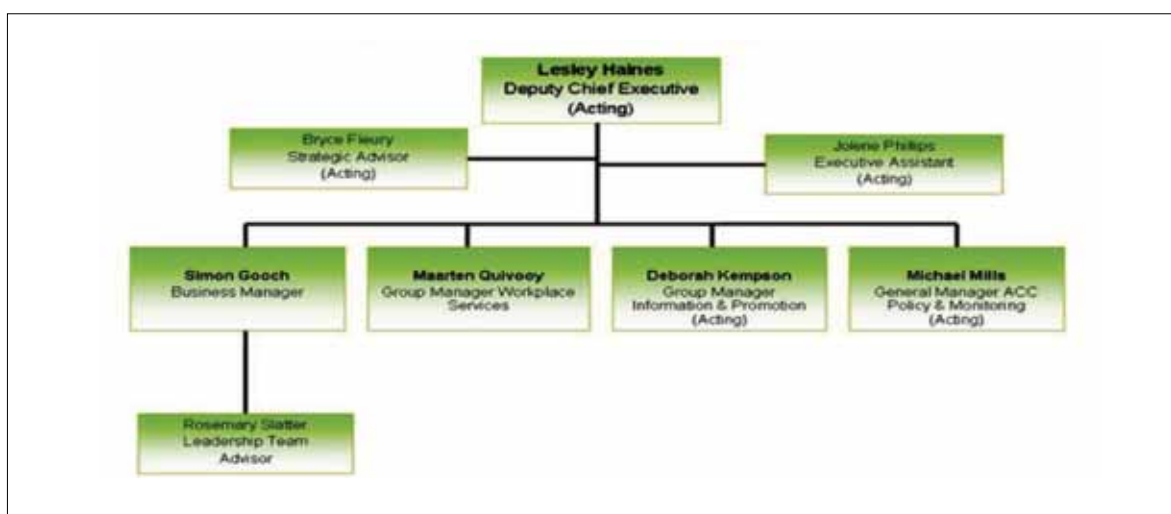 Lesley Haines
Deputy Chief Executive
(Acting)
Bryce Fleury
Strategic Advisor
(Acting)
Jolene Phillips
Executive Assistant
(Acting)
Simon Gooch
Business Manager
Maarten Quivooy
Group Manager Workplace
Services
Deborah Kempson
Group Manager
Information & Promotion
(Acting)
Michael Mills
General Manager ACC
Policy & Monitoring
(Acting)
Rosemary Slatter
Leadership Team
Advisor